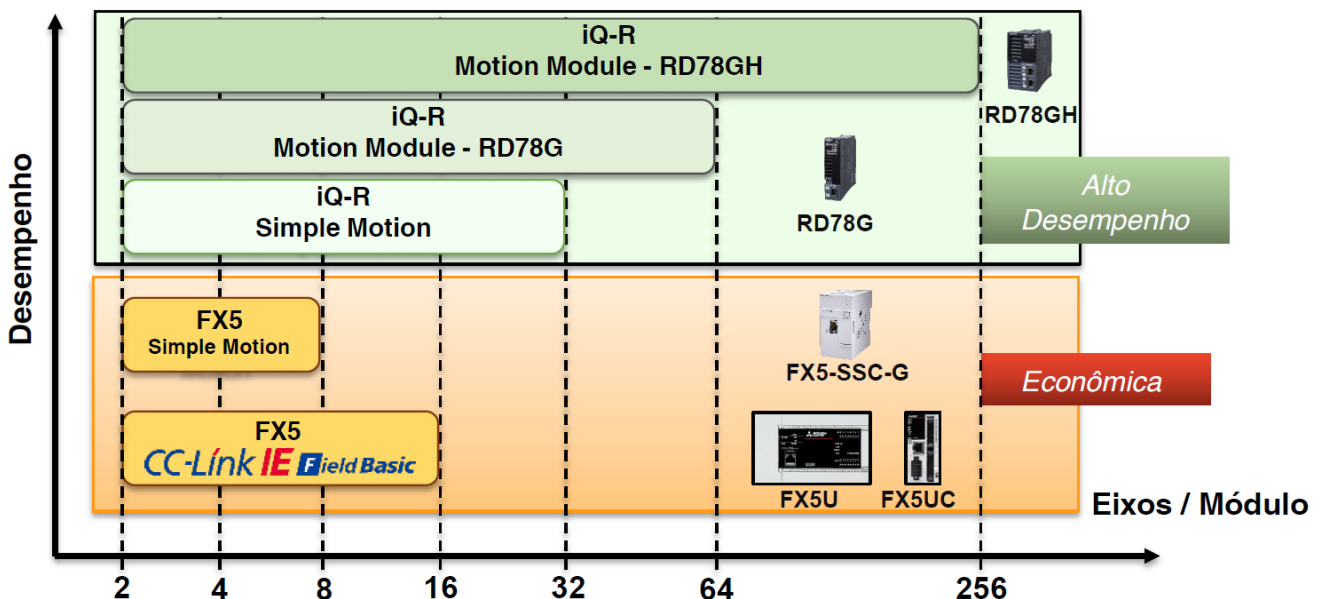 iQ-R
Motion Module - RD78GH
RD78GH
iQ-R
Motion Module - RD78G
RD78G
iQ-R
Simple Motion
Alto
Desempenho
Desempenho
FX5
Simple Motion
FX5-SSC-G
Econômica
FX5
CC-Link IE Field Basic
FX5U
FX5UC
Eixos / Módulo
2 4 8 16 32 64 256